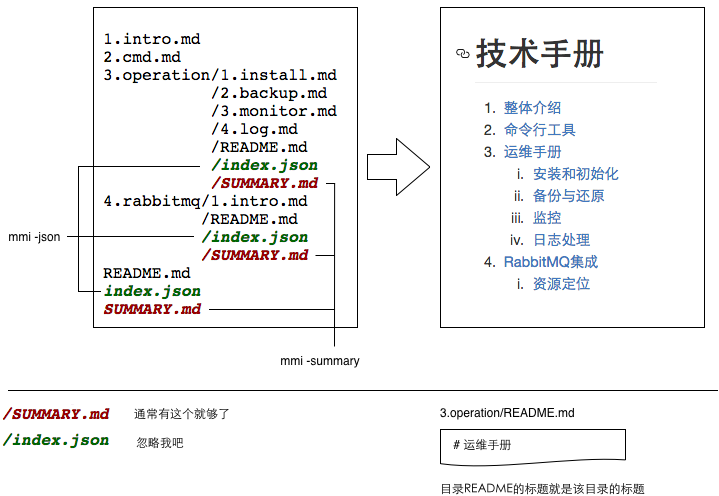 1.intro.md
2.cmd.md
3.operation/1.install.md
/2.backup.md
/3.monitor.md
/4.log.md
/README.md
/index.json
/SUMMARY.md
4.rabbitmq/1.intro.md
/README.md
/index.json
/SUMMARY.md
README.md
index.json
SUMMARY.md
mmi -json
mmi -summary
技术手册
1. 整体介绍
2. 命令行工具
3. 运维手册
i. 安装和初始化
ii. 备份与还原
iii. 监控
iv. 日志处理
4. RabbitMQ集成
i. 资源定位
/SUMMARY.md 通常有这个就够了
/index.json 忽略我吧
3.operation/README.md
# 运维手册
目录README的标题就是该目录的标题